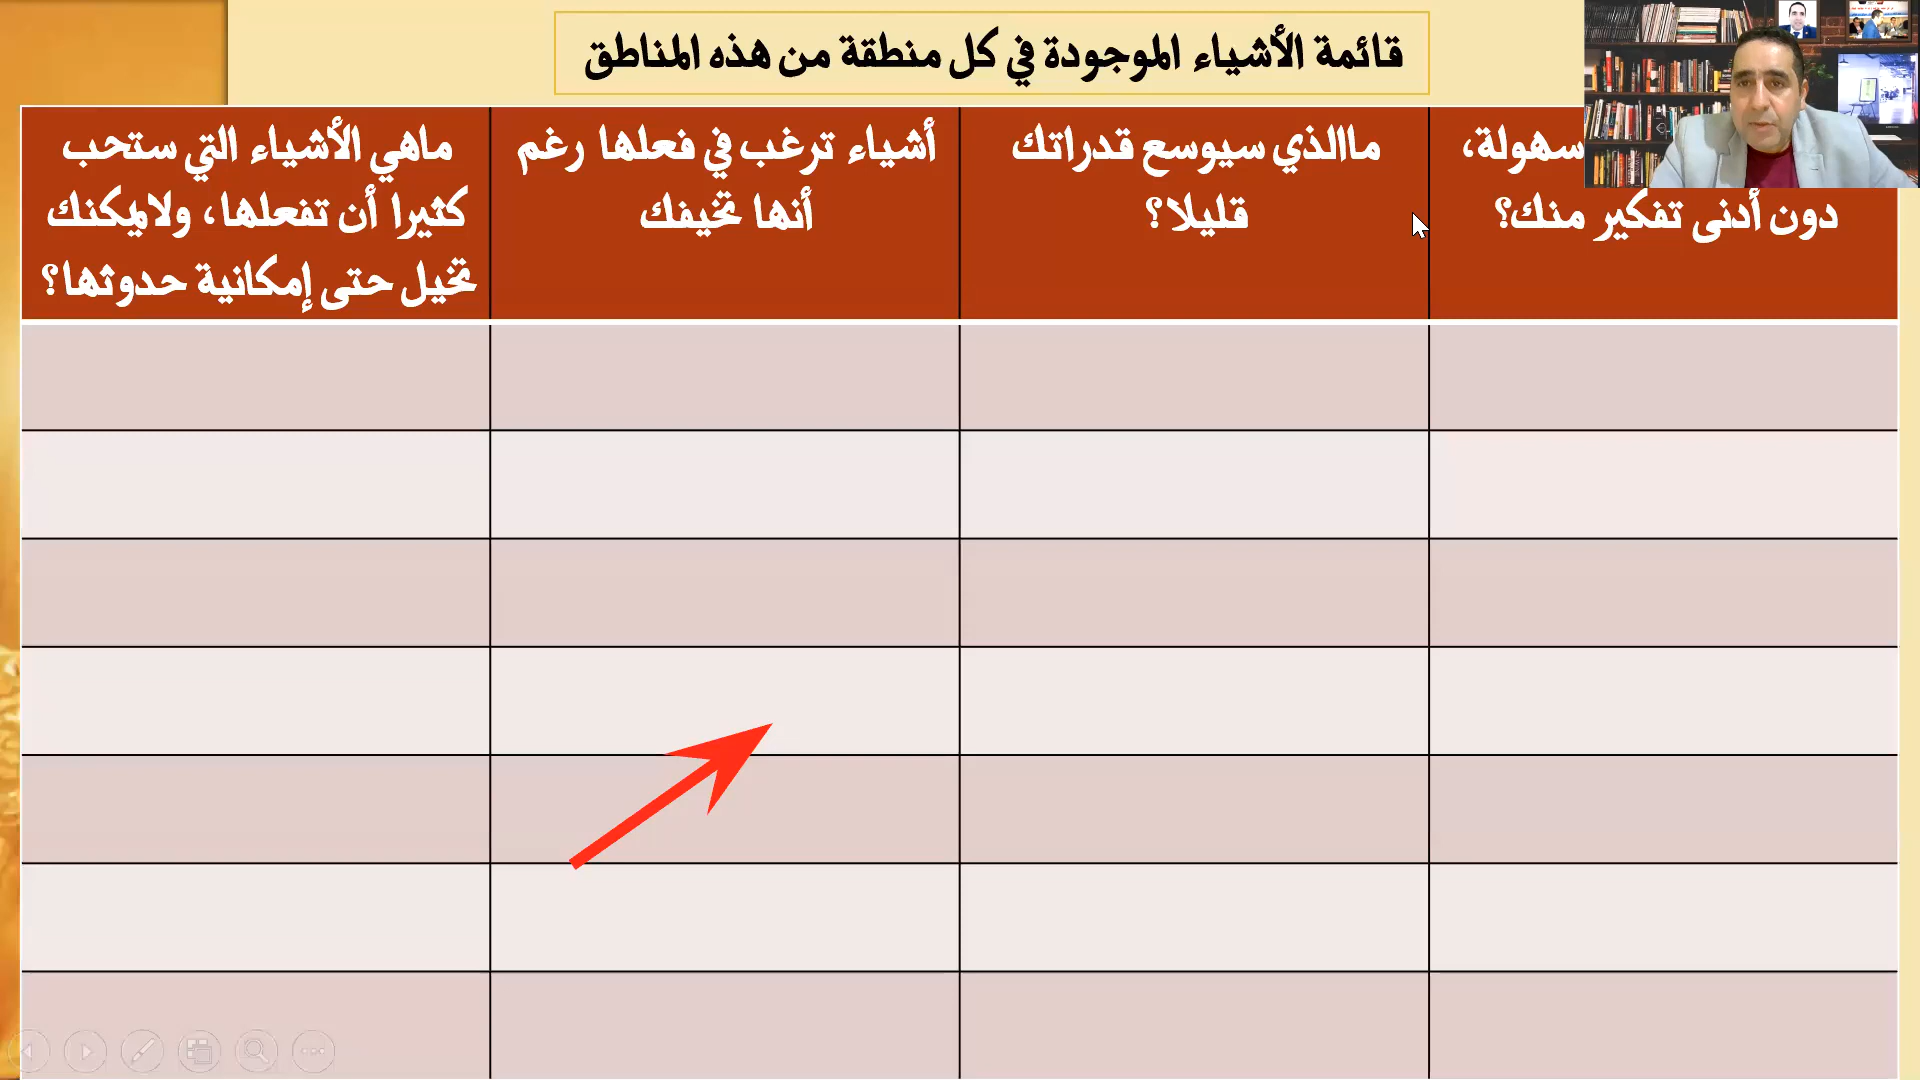 قائمة الأشياء الموجودة في كل منطقة من هذه المناطق
سهولة،
دون أدنى تفكير منك؟
ماالذي سيوسع قدراتك
قليلا؟
أشياء ترغب في فعلها رغم
أنها تخيفك
ماهي الأشياء التي ستحب
كثيرا أن تفعلها، ولايمكنك
تخيل حتى إمكانية حدوثها؟